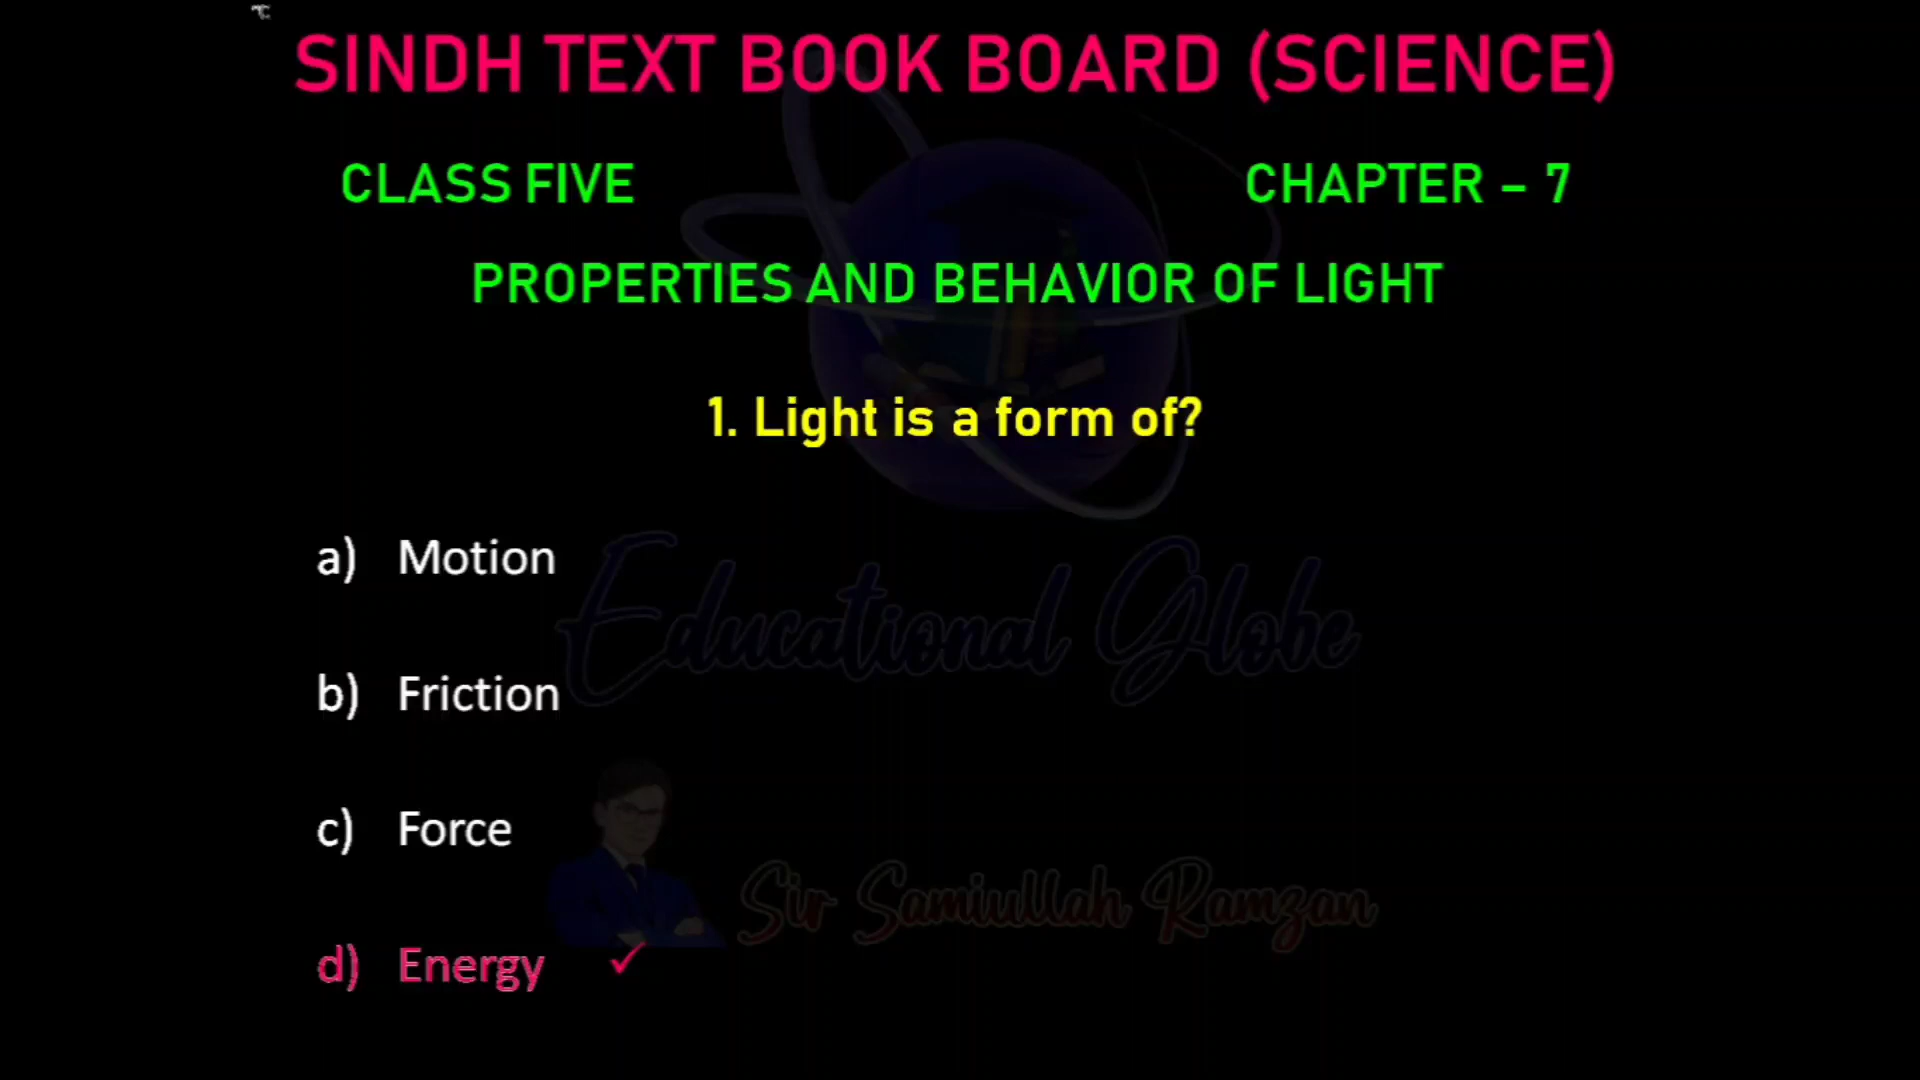 SINDH TEXT BOOK BOARD (SCIENCE)
CLASS FIVE CHAPTER – 7
PROPERTIES AND BEHAVIOR OF LIGHT
1. Light is a form of?
a) Motion
Educational Globe
b) Friction
c) Force
Sir Samiullah Ramzan
d) Energy ✓